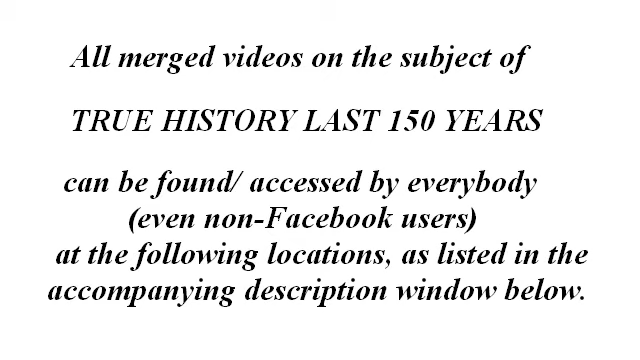 All merged videos on the subject of
TRUE HISTORY LAST 150 YEARS
can be found/ accessed by everybody
(even non-Facebook users)
at the following locations, as listed in the
accompanying description window below.